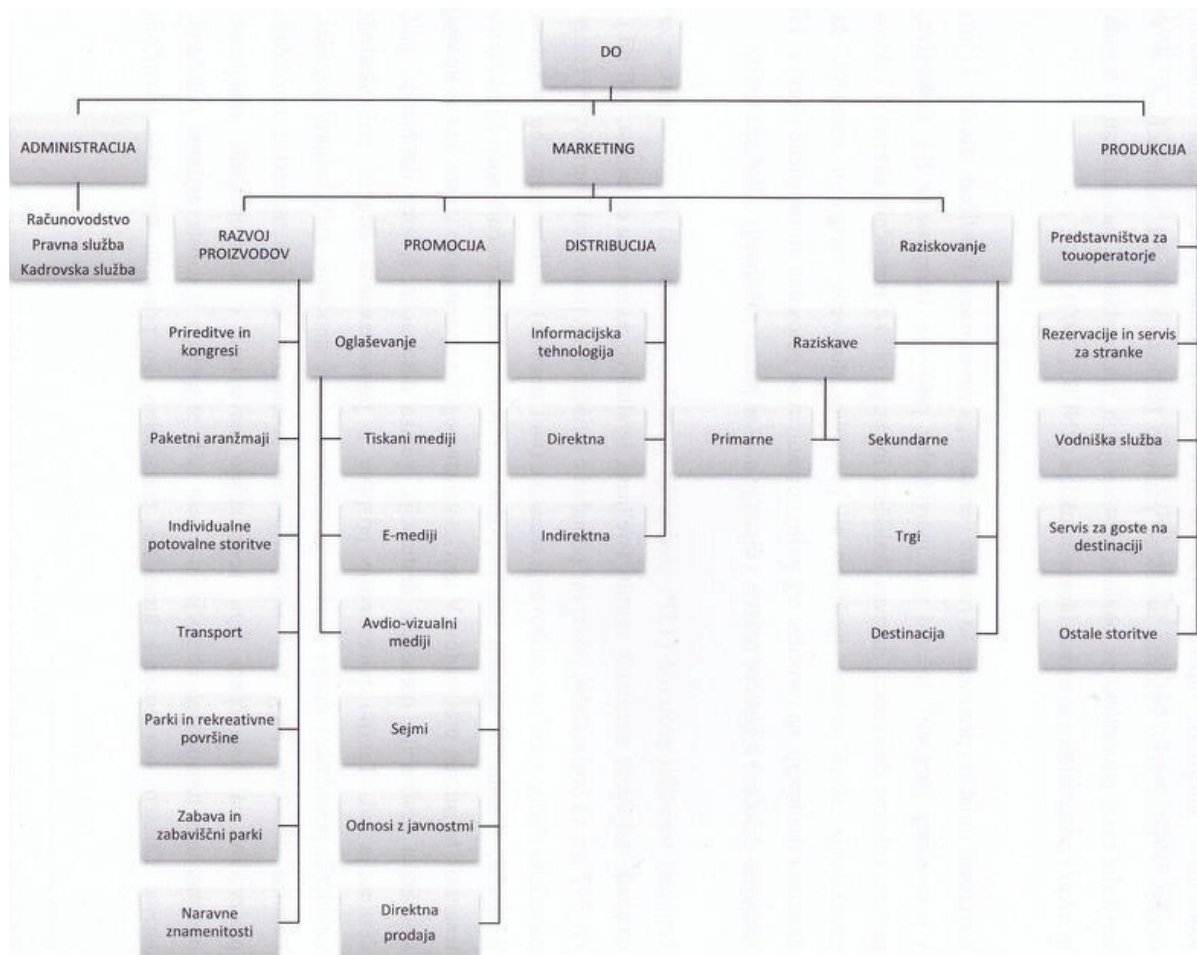 DO
ADMINISTRACIJA
MARKETING
PRODUKCIJA
Računovodstvo
Pravna služba
Kadrovska služba
RAZVOJ
PROIZVODOV
PROMOCIJA
DISTRIBUCIJA
Raziskovanje
Predstavništva za
touoperatorje
Prireditve in
kongresi
Oglaševanje
Informacijska
tehnologija
Raziskave
Rezervacije in servis
za stranke
Paketni aranžmaji
Tiskani mediji
Direktna
Primarne
Sekundarne
Vodniška služba
Individualne
potovalne storitve
E-mediji
Indirektna
Trgi
Servis za goste na
destinaciji
Transport
Avdio-vizualni
mediji
Destinacija
Ostale storitve
Parki in rekreativne
površine
Sejmi
Zabava in
zabaviščni parki
Odnosi z javnostmi
Naravne
znamenitosti
Direktna
prodaja